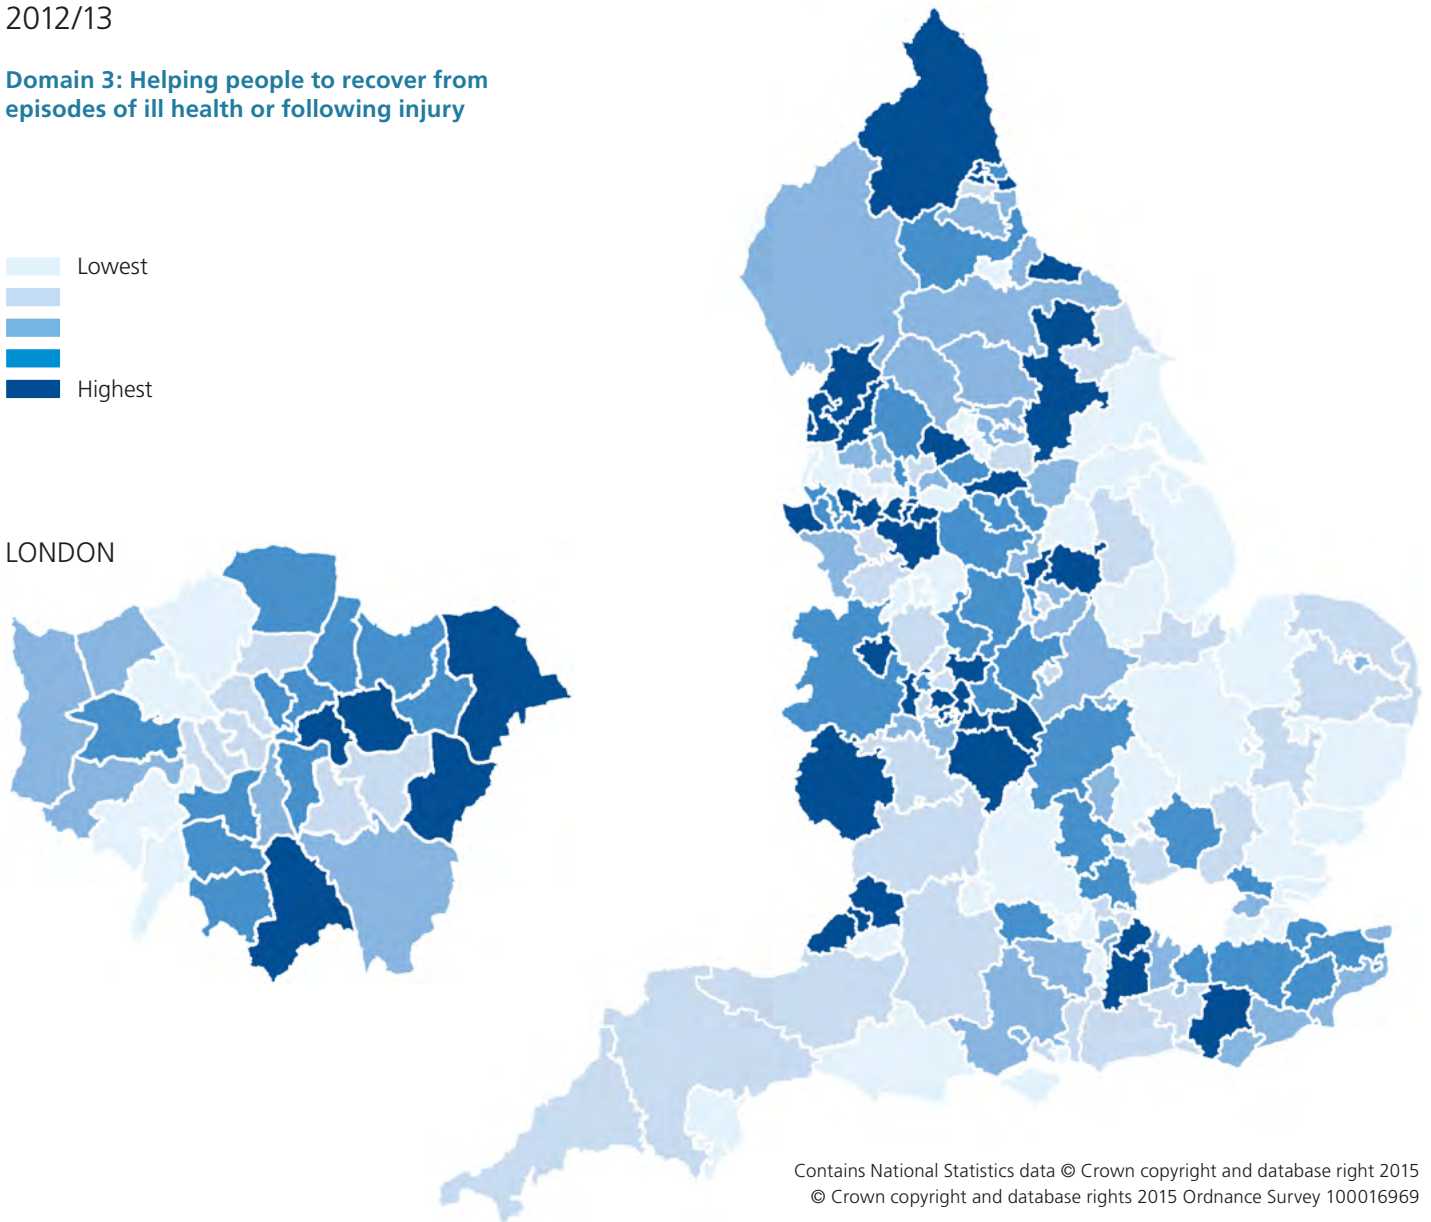 2012/13
Domain 3: Helping people to recover from
episodes of ill health or following injury
Lowest
Highest
LONDON
Contains National Statistics data © Crown copyright and database right 2015
© Crown copyright and database rights 2015 Ordnance Survey 100016969